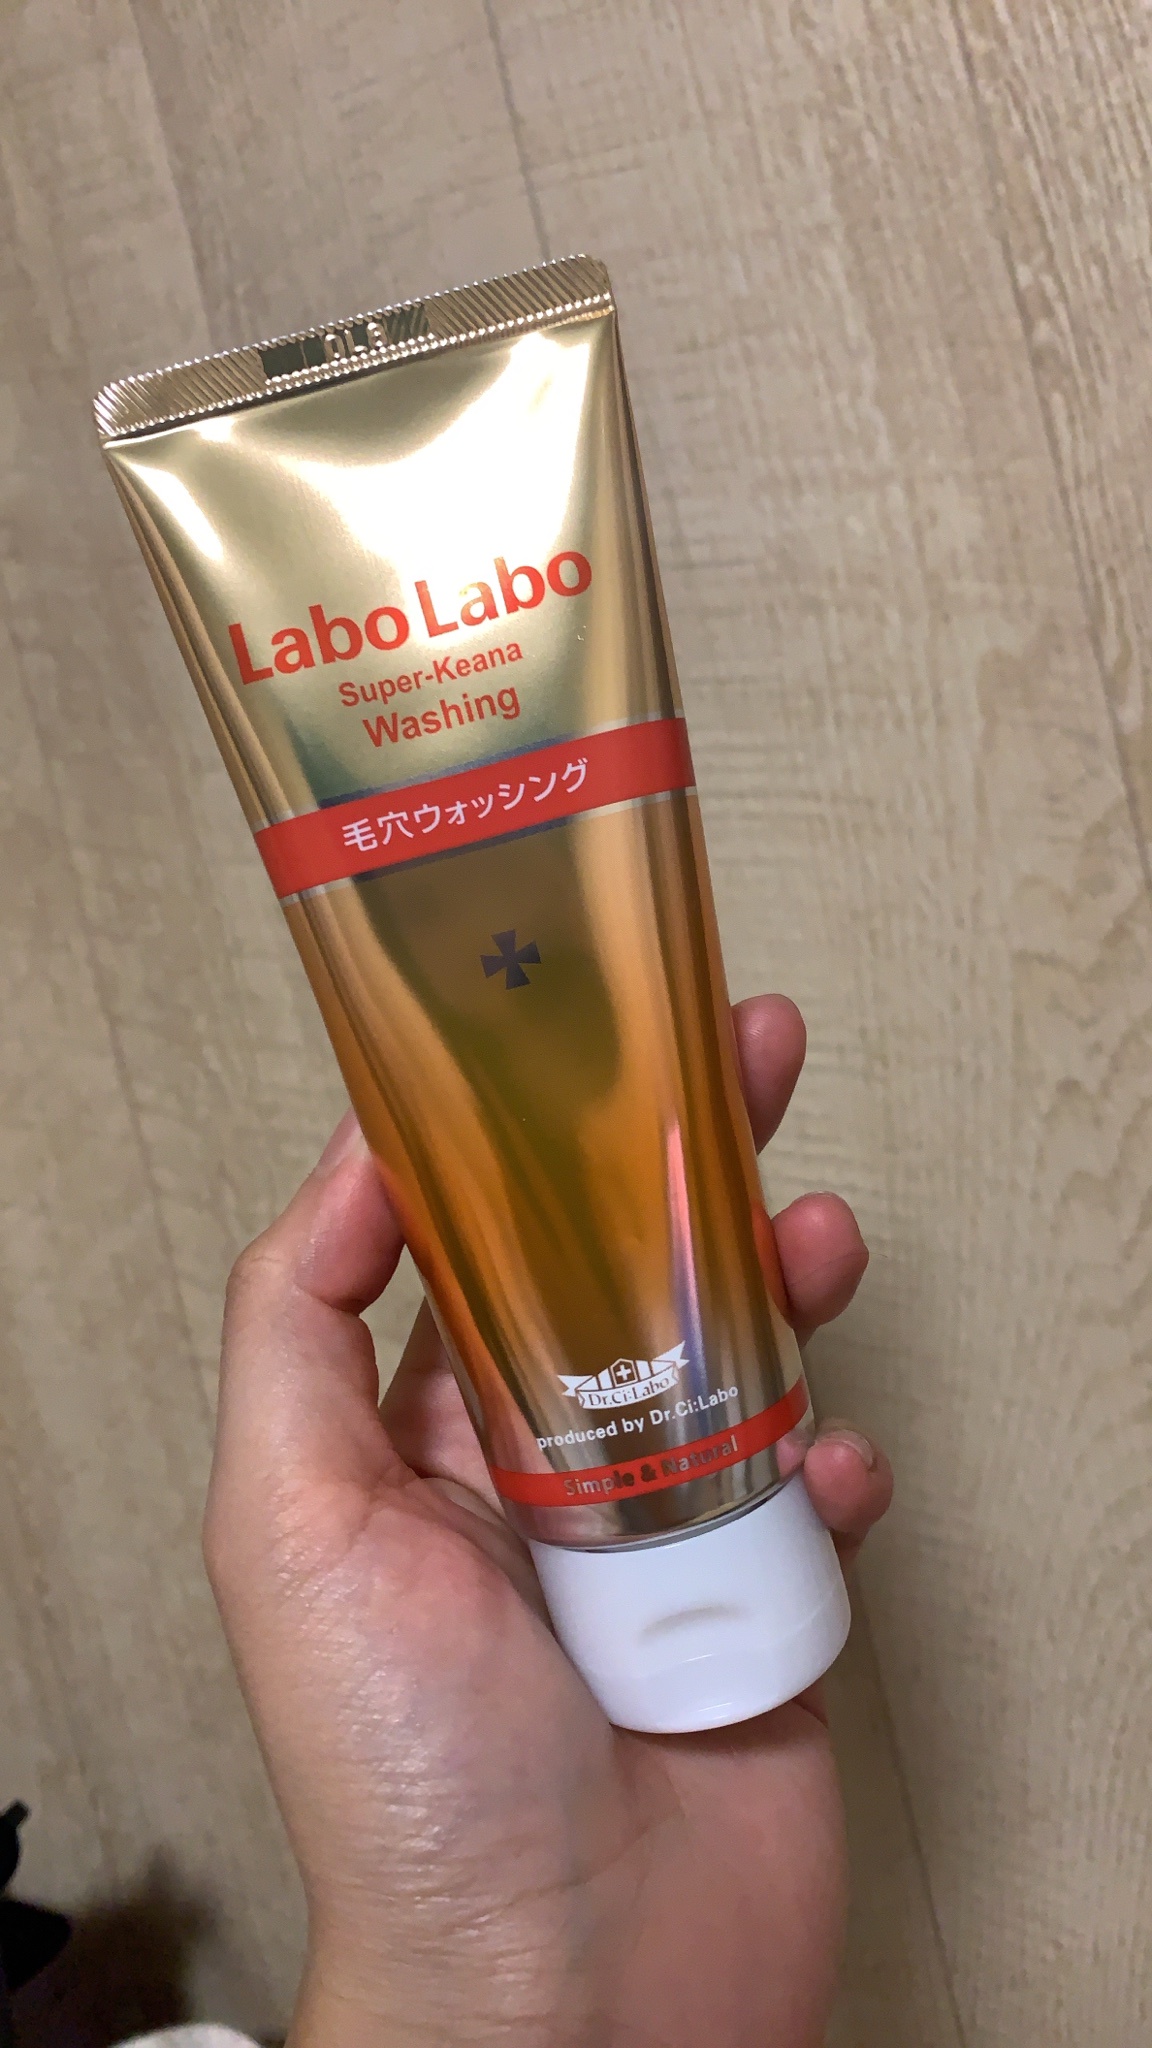 Labo Labo
Super-Keana
Washing
毛穴ウォッシング
Dr.Ci:Labo
produced by Dr.Ci:Labo
Simple & Natural